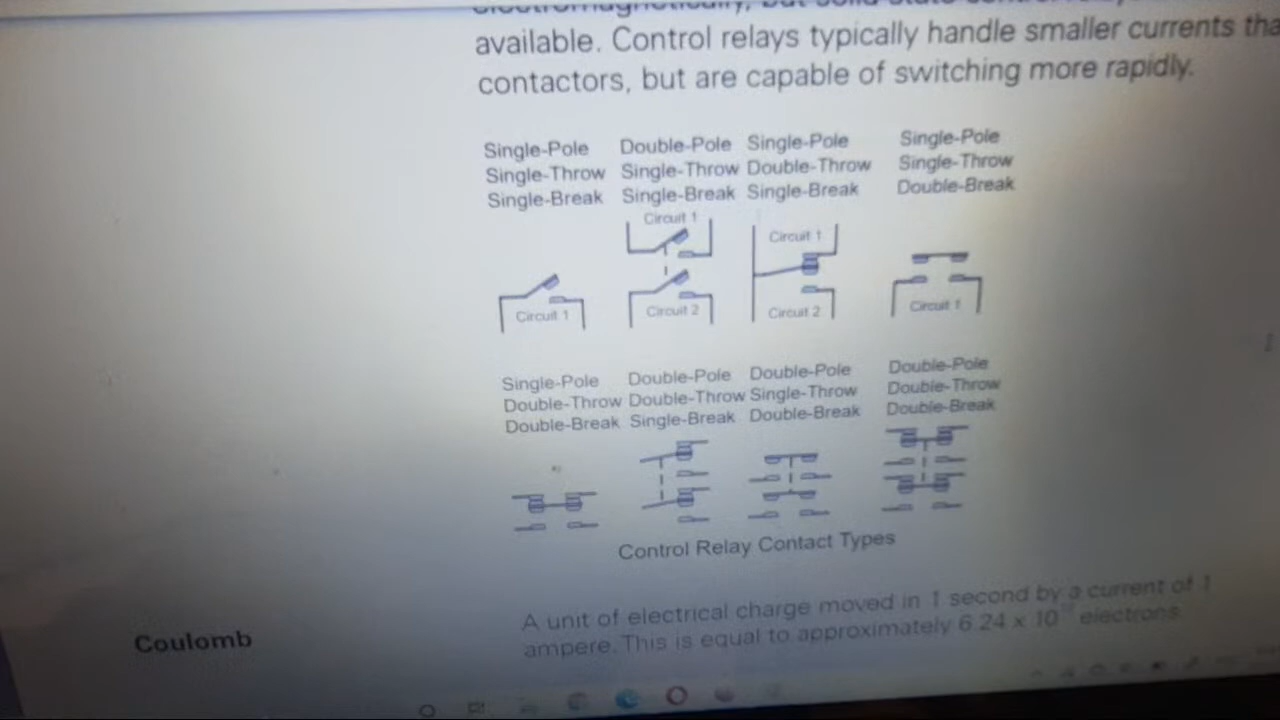 available. Control relays typically handle smaller currents
contactors, but are capable of switching more rapidly.
Single-Pole Double-Pole Single-Pole Single-Pole
Single-Throw Single-Throw Double-Throw Single-Throw
Single-Break Single-Break Single-Break Double-Break
Circuit 1
Circuit 1
Circuit 1 Circuit 2 Circuit 2 Circuit 1
Single-Pole Double-Pole Double-Pole Double-Pole
Double-Throw Double-Throw Single-Throw Double-Throw
Double-Break Single-Break Double-Break Double-Break
Control Relay Contact Types
Coulomb
A unit of electrical charge moved in 1 second by a current of 1
ampere. This is equal to approximately 6.24 x 10 electrons